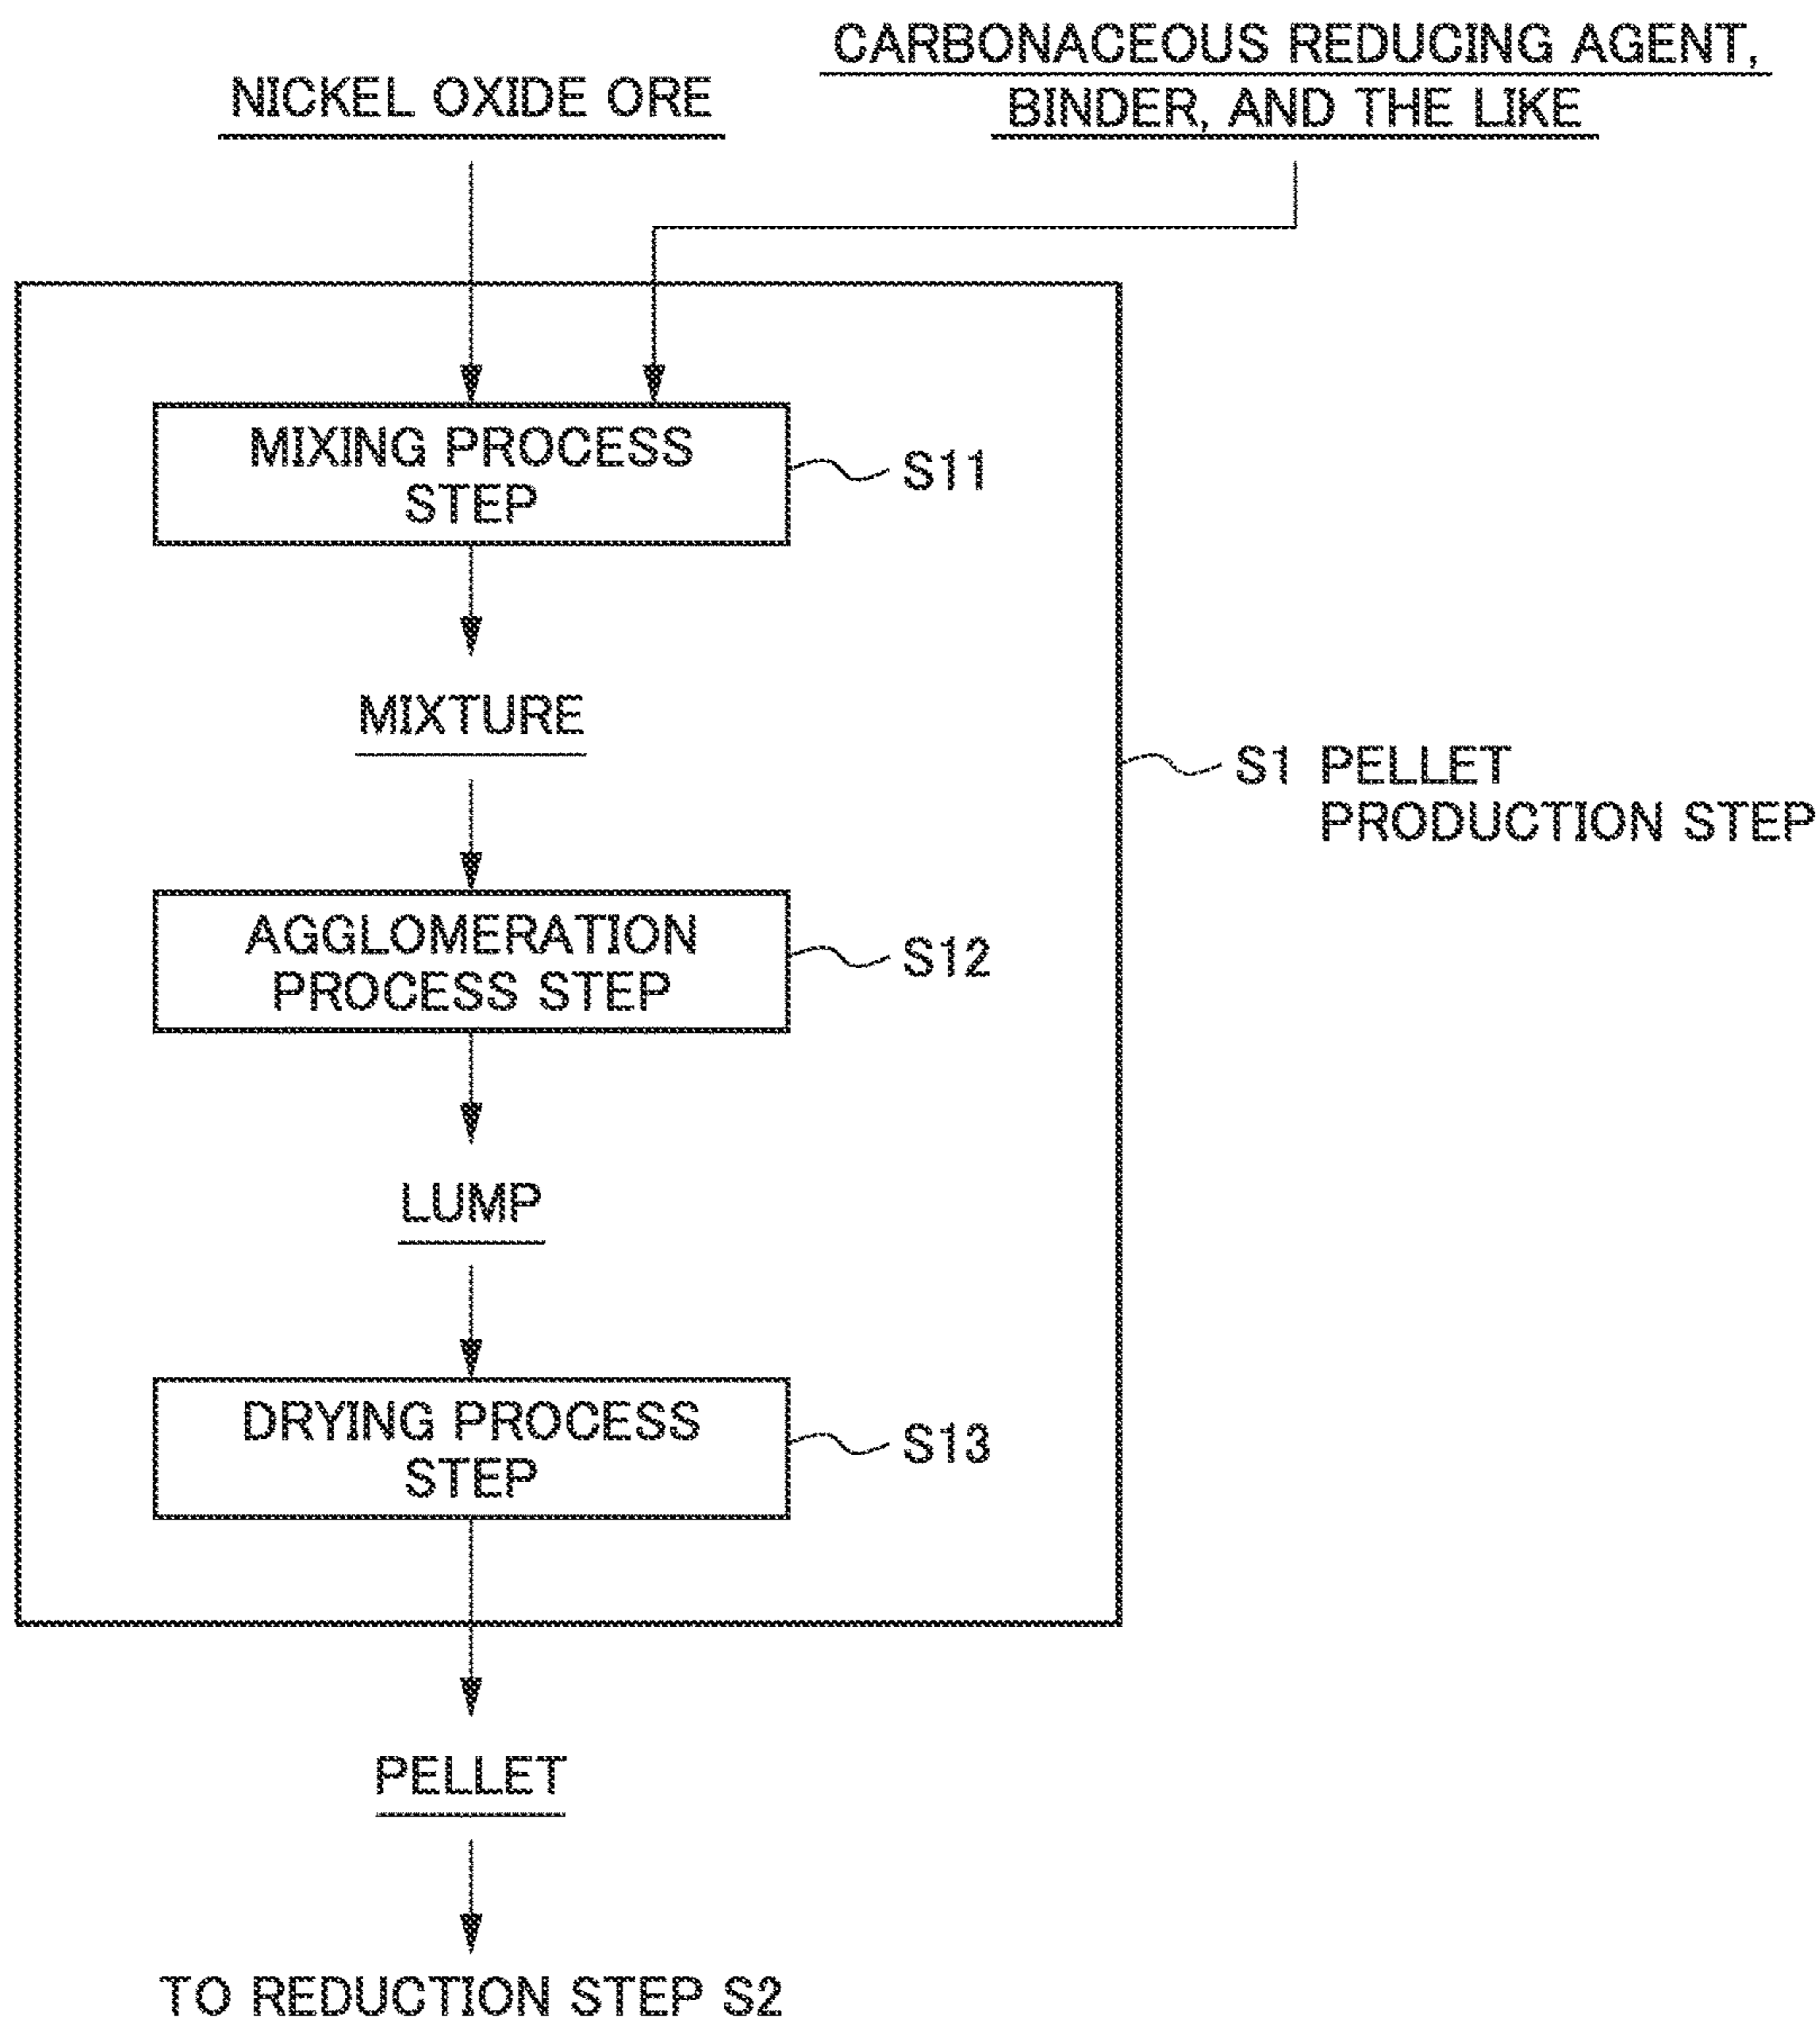 CARBONACEOUS REDUCING AGENT,
BINDER, AND THE LIKE
NICKEL OXIDE ORE
MIXING PROCESS
STEP
S11
MIXTURE
S1 PELLET
PRODUCTION STEP
AGGLOMERATION
PROCESS STEP
S12
LUMP
DRYING PROCESS
STEP
S13
PELLET
TO REDUCTION STEP S2